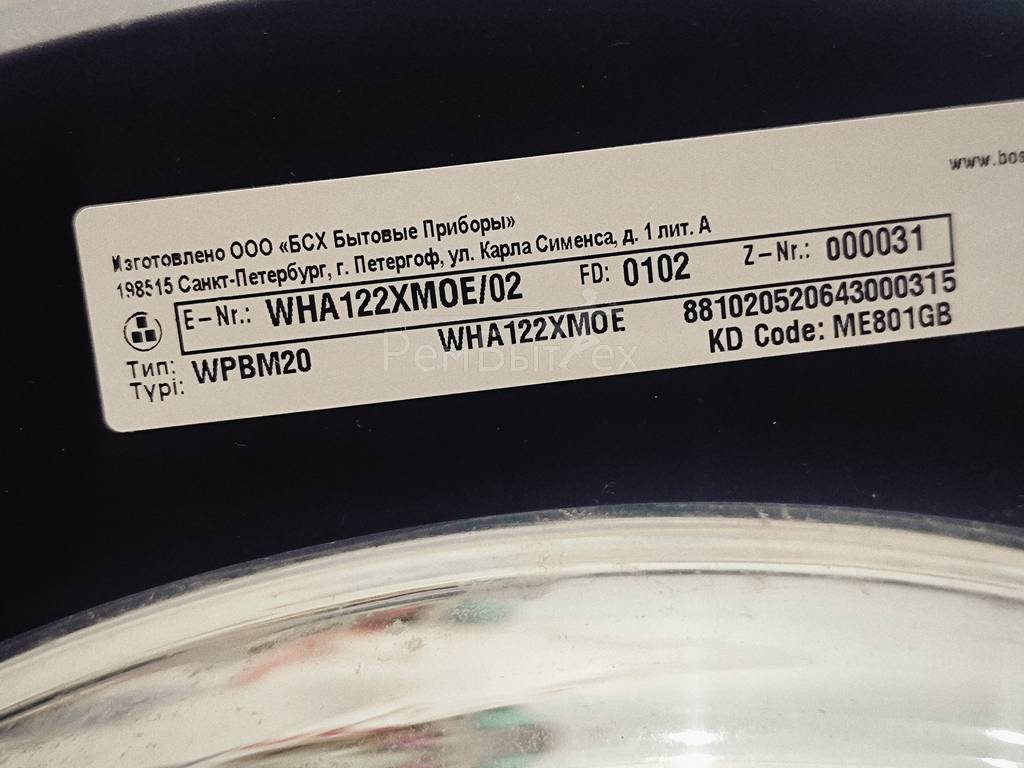 www.bos
Изготовлено ООО «БСХ Бытовые Приборы»
198515 Санкт-Петербург, г. Петергоф, ул. Карла Сименса, д. 1 лит. А
E-Nr.: WHA122XMOE/02 FD: 0102 Z-Nr.: 000031
Тип: WPBM20 WHA122XMOE 881020520643000315
Typi: KD Code: ME801GB
РемБытТех